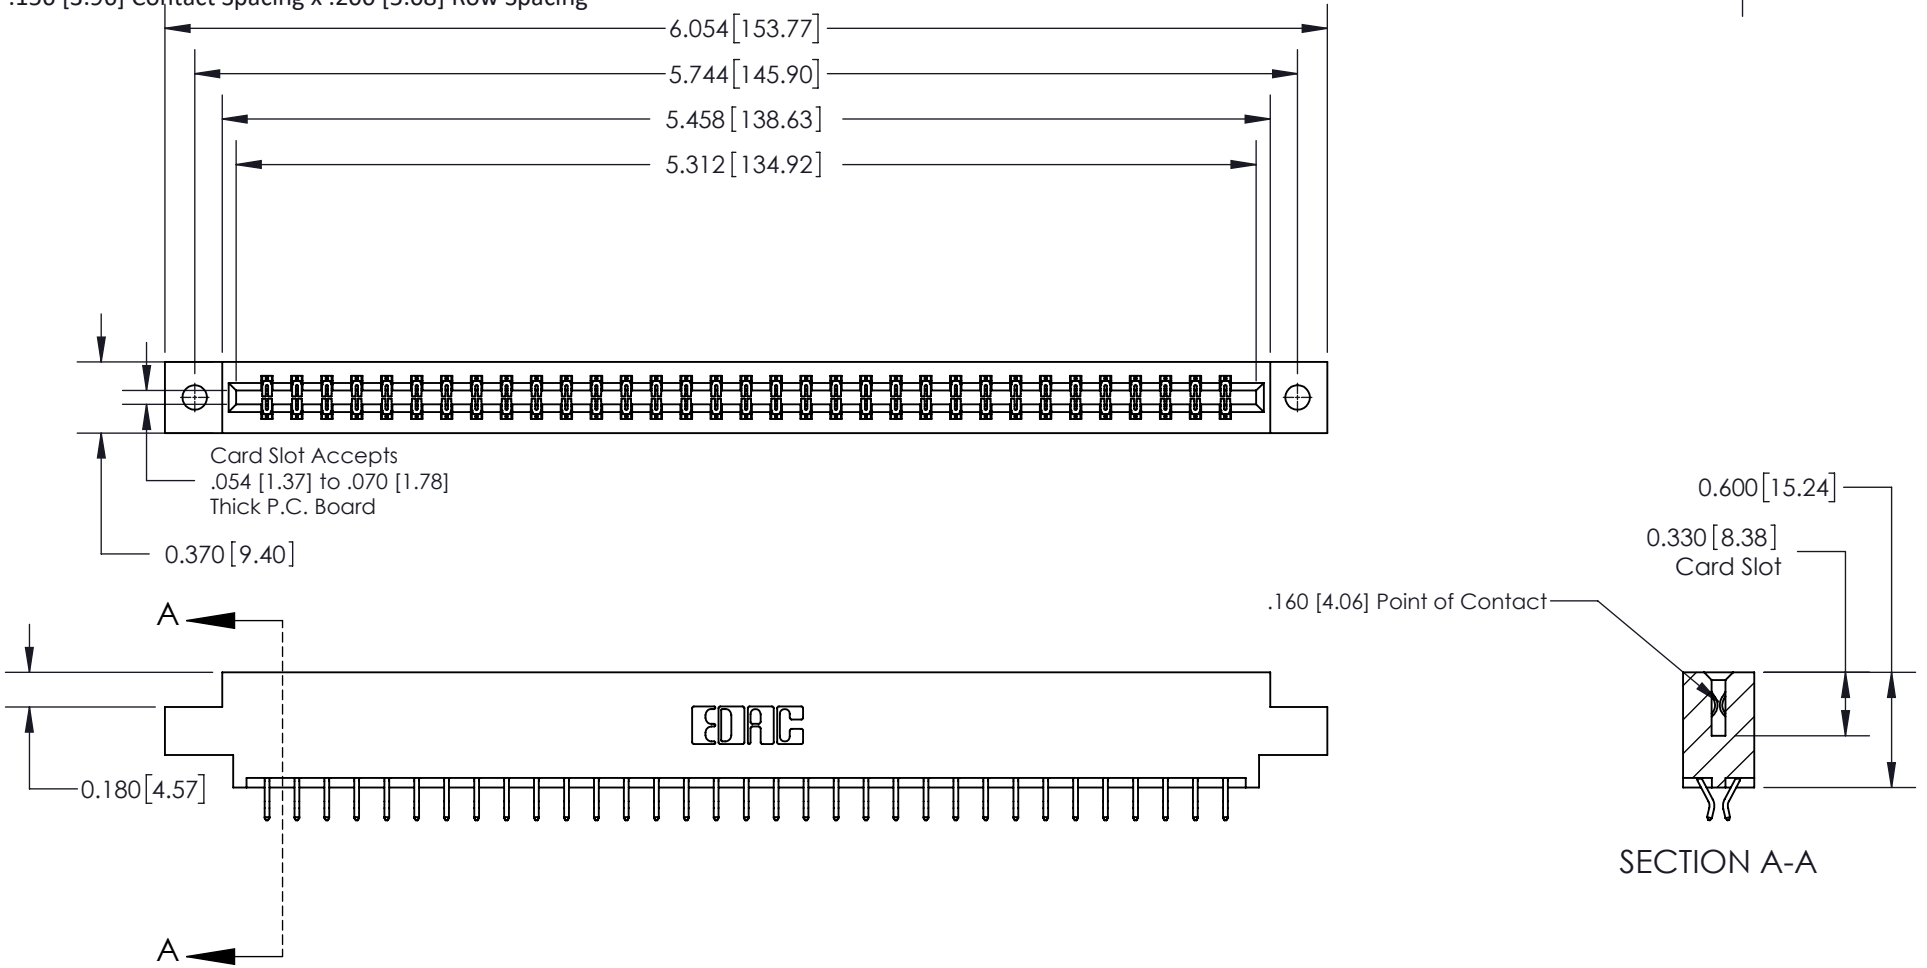 .156 [3.96] Contact Spacing x .200 [5.08] Row Spacing
6.054[153.77]
5.744[145.90]
5.458[138.63]
5.312[134.92]
Card Slot Accepts
.054 [1.37] to .070 [1.78]
Thick P.C. Board
0.370[9.40]
0.600[15.24]
0.330[8.38]
Card Slot
.160 [4.06] Point of Contact
A
EDAC
0.180[4.57]
SECTION A-A
A